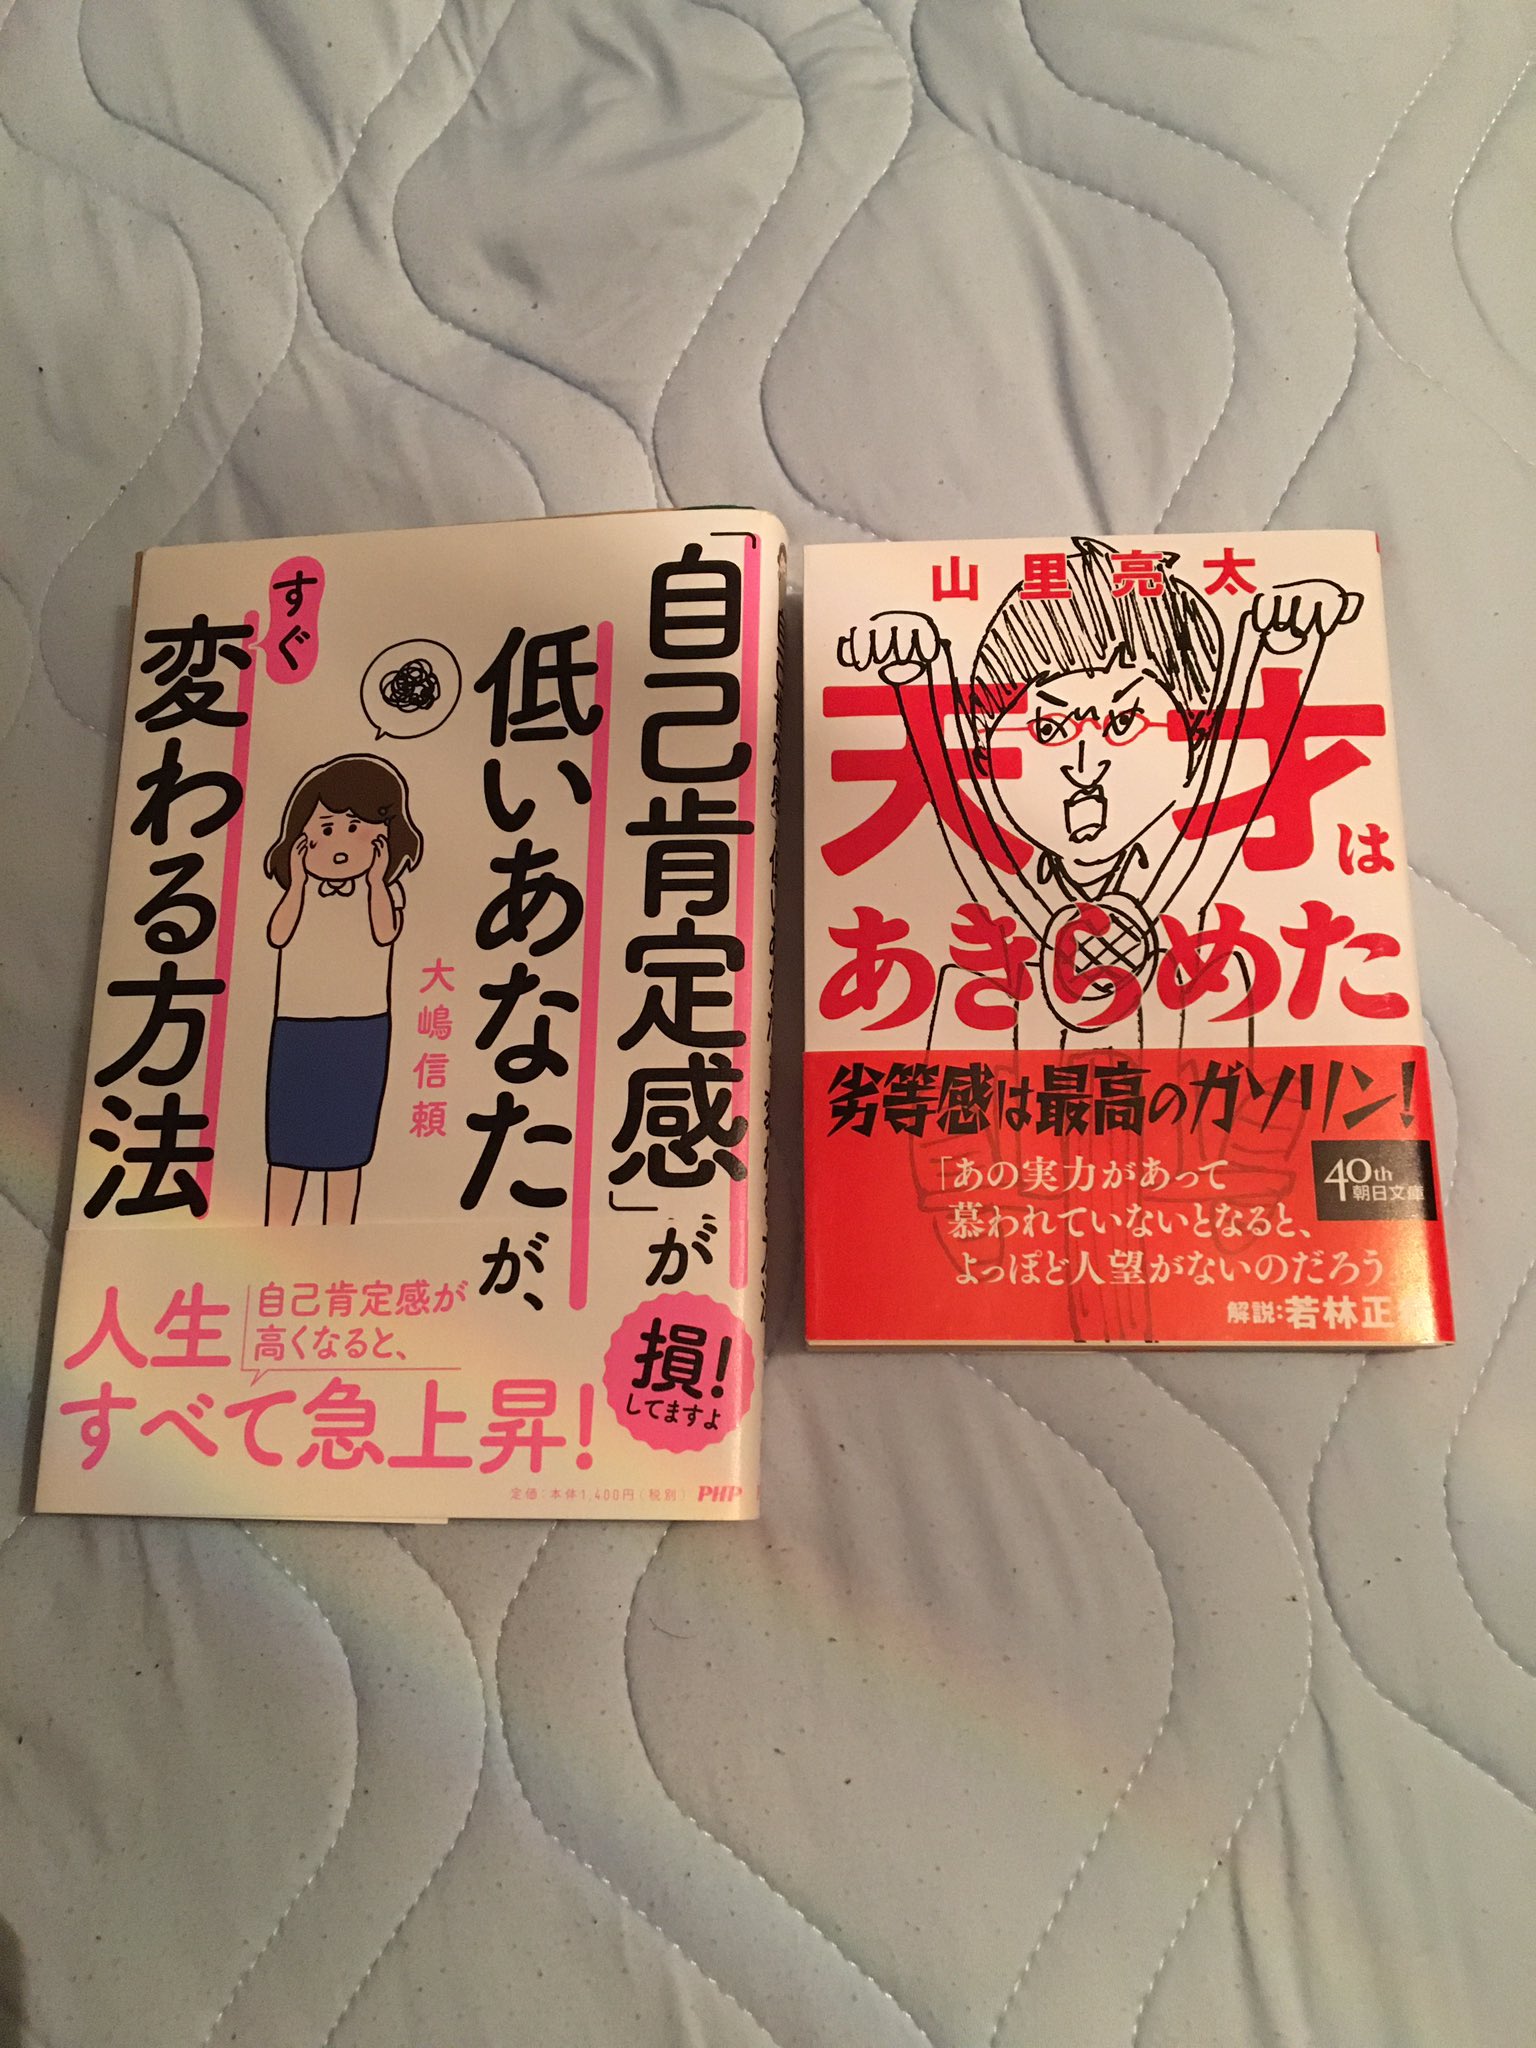 「自己肯定感」が
低いあなたが、
すぐ
変わる方法
大嶋信頼
自己肯定感が
高くなると、
人生
すべて急上昇!
損!
してますよ
定価:本体1,400円(税別)
PHP
山里亮太
天才は
あきらめた
劣等感は最高のガソリン!
「あの実力があって
慕われていないとなると、
よっぽど人望がないのだろう
解説:若林正
40th
朝日文庫